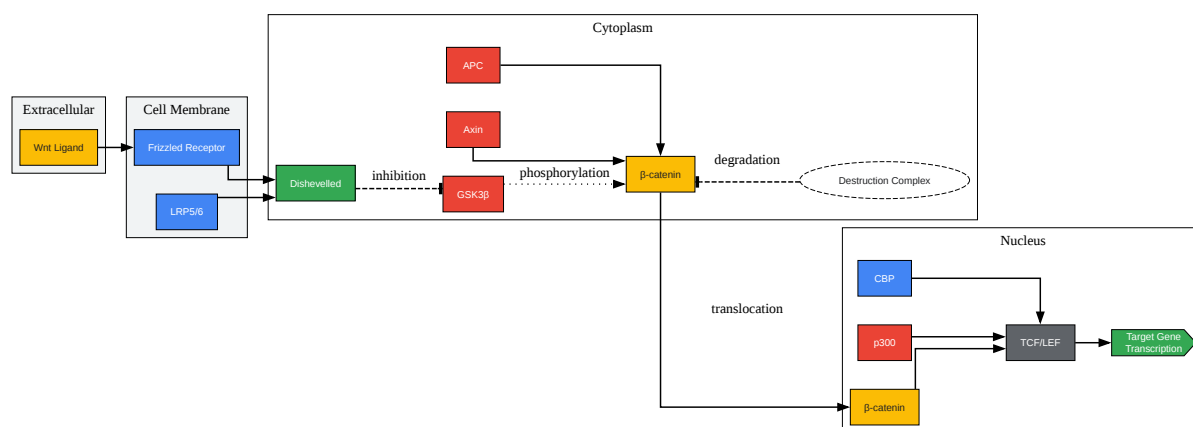 Extracellular
Wnt Ligand
Cell Membrane
Frizzled Receptor
LRP5/6
Cytoplasm
APC
Axin
Dishevelled
inhibition
GSK3β
phosphorylation
β-catenin
degradation
Destruction Complex
translocation
Nucleus
CBP
p300
β-catenin
TCF/LEF
Target Gene
Transcription